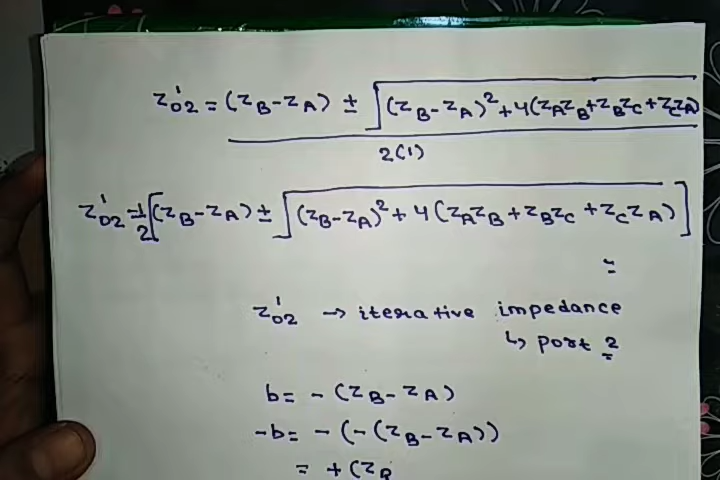 z'02 = (zB-zA) ± √(zB-zA)²+4(zAzB+zBzC+zCzA)
2(1)
z'02 = 1/2[(zB-zA) ± √(zB-zA)²+4(zAzB+zBzC+zCzA)]
z'02 → iterative impedance
↳ port 2
b = -(zB-zA)
-b = -(-(zB-zA))
= +(zB